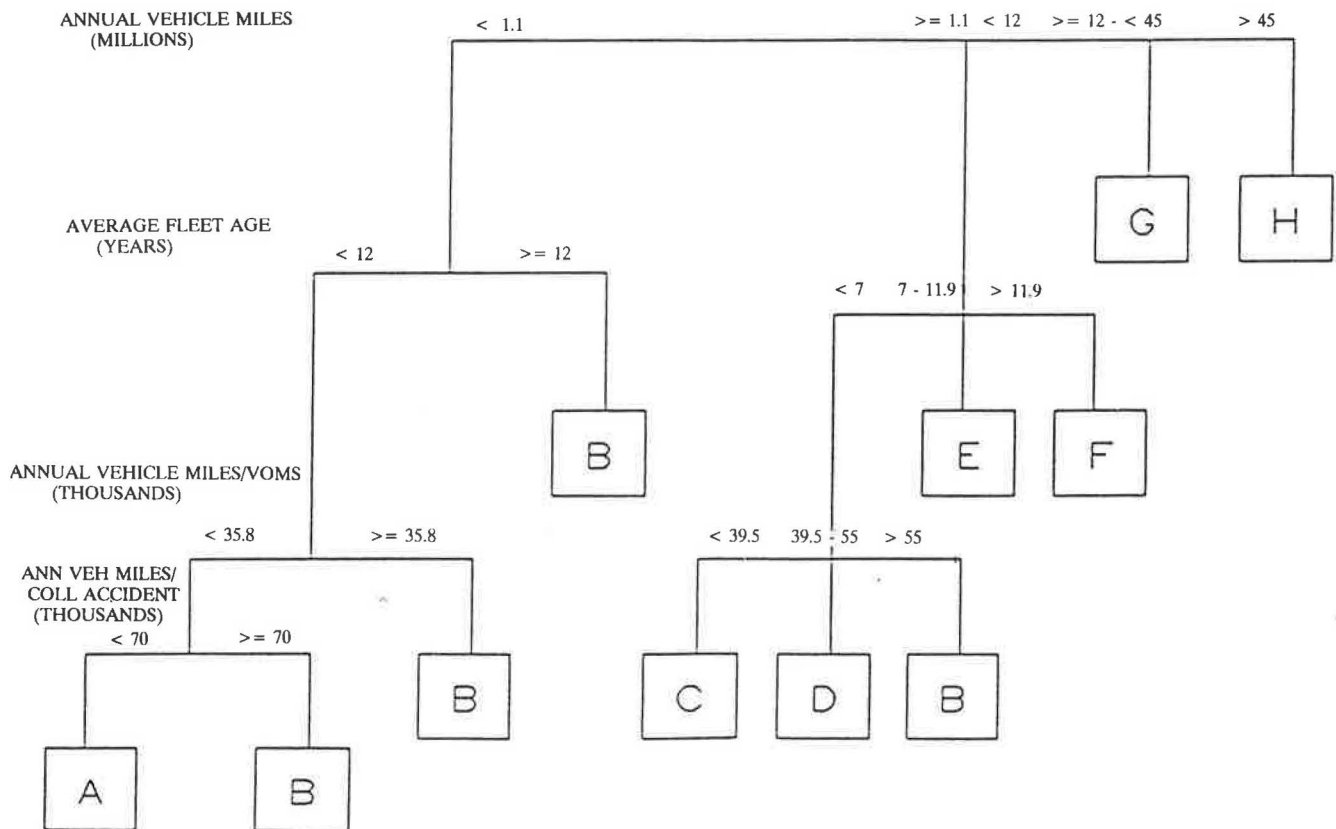 ANNUAL VEHICLE MILES
(MILLIONS)
< 1.1
>= 1.1 < 12
>= 12 - < 45
> 45
G
H
AVERAGE FLEET AGE
(YEARS)
< 12
>= 12
< 7
7 - 11.9
> 11.9
B
E
F
ANNUAL VEHICLE MILES/VOMS
(THOUSANDS)
< 35.8
>= 35.8
< 39.5
39.5 - 55
> 55
ANN VEH MILES/
COLL ACCIDENT
(THOUSANDS)
< 70
>= 70
B
C
D
B
A
B